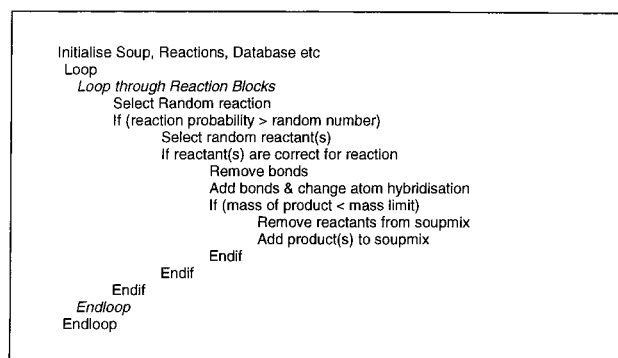 Initialise Soup, Reactions, Database etc
Loop
Loop through Reaction Blocks
Select Random reaction
If (reaction probability > random number)
Select random reactant(s)
If reactant(s) are correct for reaction
Remove bonds
Add bonds & change atom hybridisation
If (mass of product < mass limit)
Remove reactants from soupmix
Add product(s) to soupmix
Endif
Endif
Endif
Endloop
Endloop